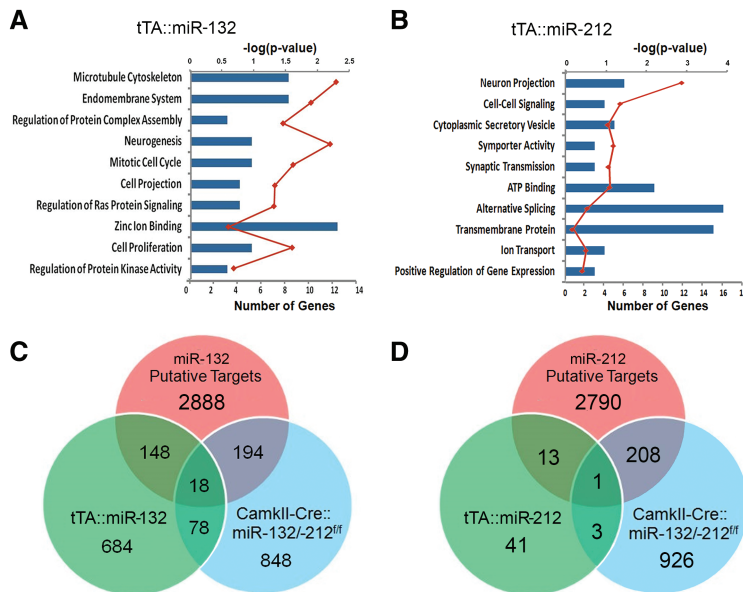 A
tTA::miR-132
-log(p-value)
0 0.5 1 1.5 2 2.5
Microtubule Cytoskeleton
Endomembrane System
Regulation of Protein Complex Assembly
Neurogenesis
Mitotic Cell Cycle
Cell Projection
Regulation of Ras Protein Signaling
Zinc Ion Binding
Cell Proliferation
Regulation of Protein Kinase Activity
0 2 4 6 8 10 12 14
Number of Genes
B
tTA::miR-212
-log(p-value)
0 1 2 3 4
Neuron Projection
Cell-Cell Signaling
Cytoplasmic Secretory Vesicle
Symporter Activity
Synaptic Transmission
ATP Binding
Alternative Splicing
Transmembrane Protein
Ion Transport
Positive Regulation of Gene Expression
0 2 4 6 8 10 12 14 16
Number of Genes
C
miR-132
Putative Targets
2888
148
194
18
78
tTA::miR-132
684
CamkII-Cre::
miR-132/-212f/f
848
D
miR-212
Putative Targets
2790
13
208
1
3
tTA::miR-212
41
CamkII-Cre::
miR-132/-212f/f
926